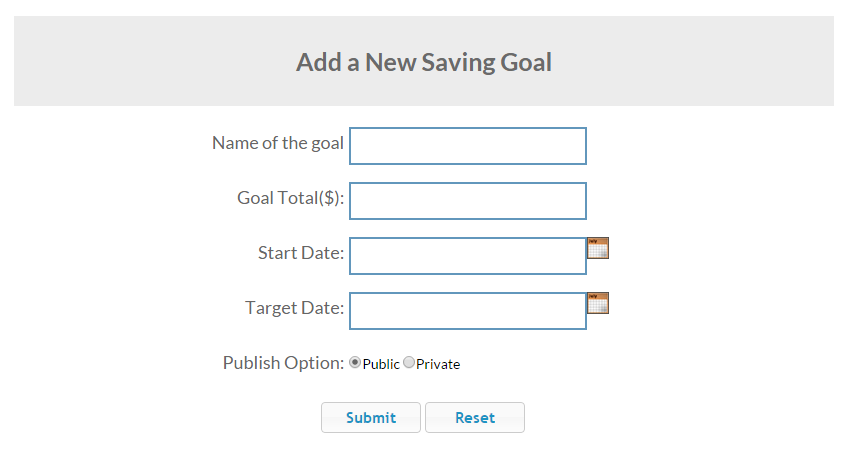 Add a New Saving Goal
Name of the goal
Goal Total($):
Start Date:
Target Date:
Publish Option: Public Private
Submit Reset